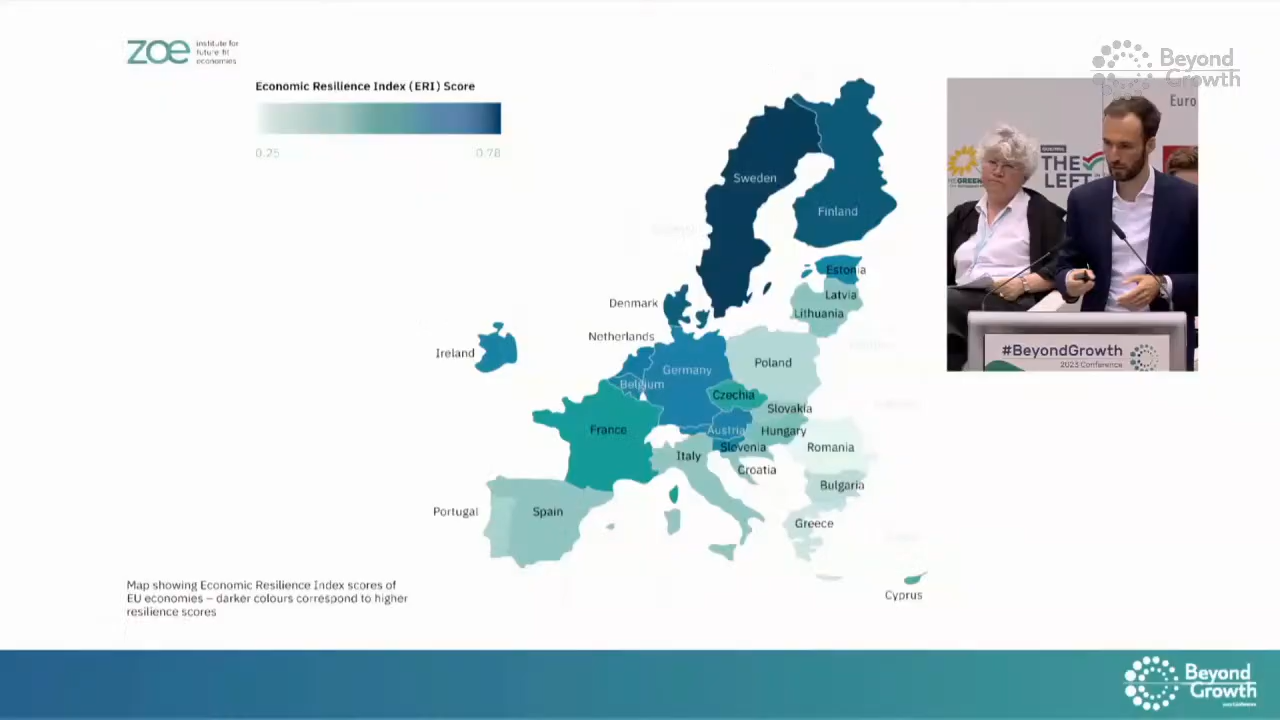 zoe
institute for
future fit
economies
Beyond
Growth
Economic Resilience Index (ERI) Score
0.25
0.78
Euro
THE
LEFT
#BeyondGrowth
2023 Conference
Sweden
Finland
Estonia
Latvia
Lithuania
Denmark
Netherlands
Ireland
Germany
Belgium
Poland
Czechia
Slovakia
France
Austria
Hungary
Slovenia
Romania
Italy
Croatia
Bulgaria
Portugal
Spain
Greece
Cyprus
Map showing Economic Resilience Index scores of
EU economies – darker colours correspond to higher
resilience scores
Beyond
Growth